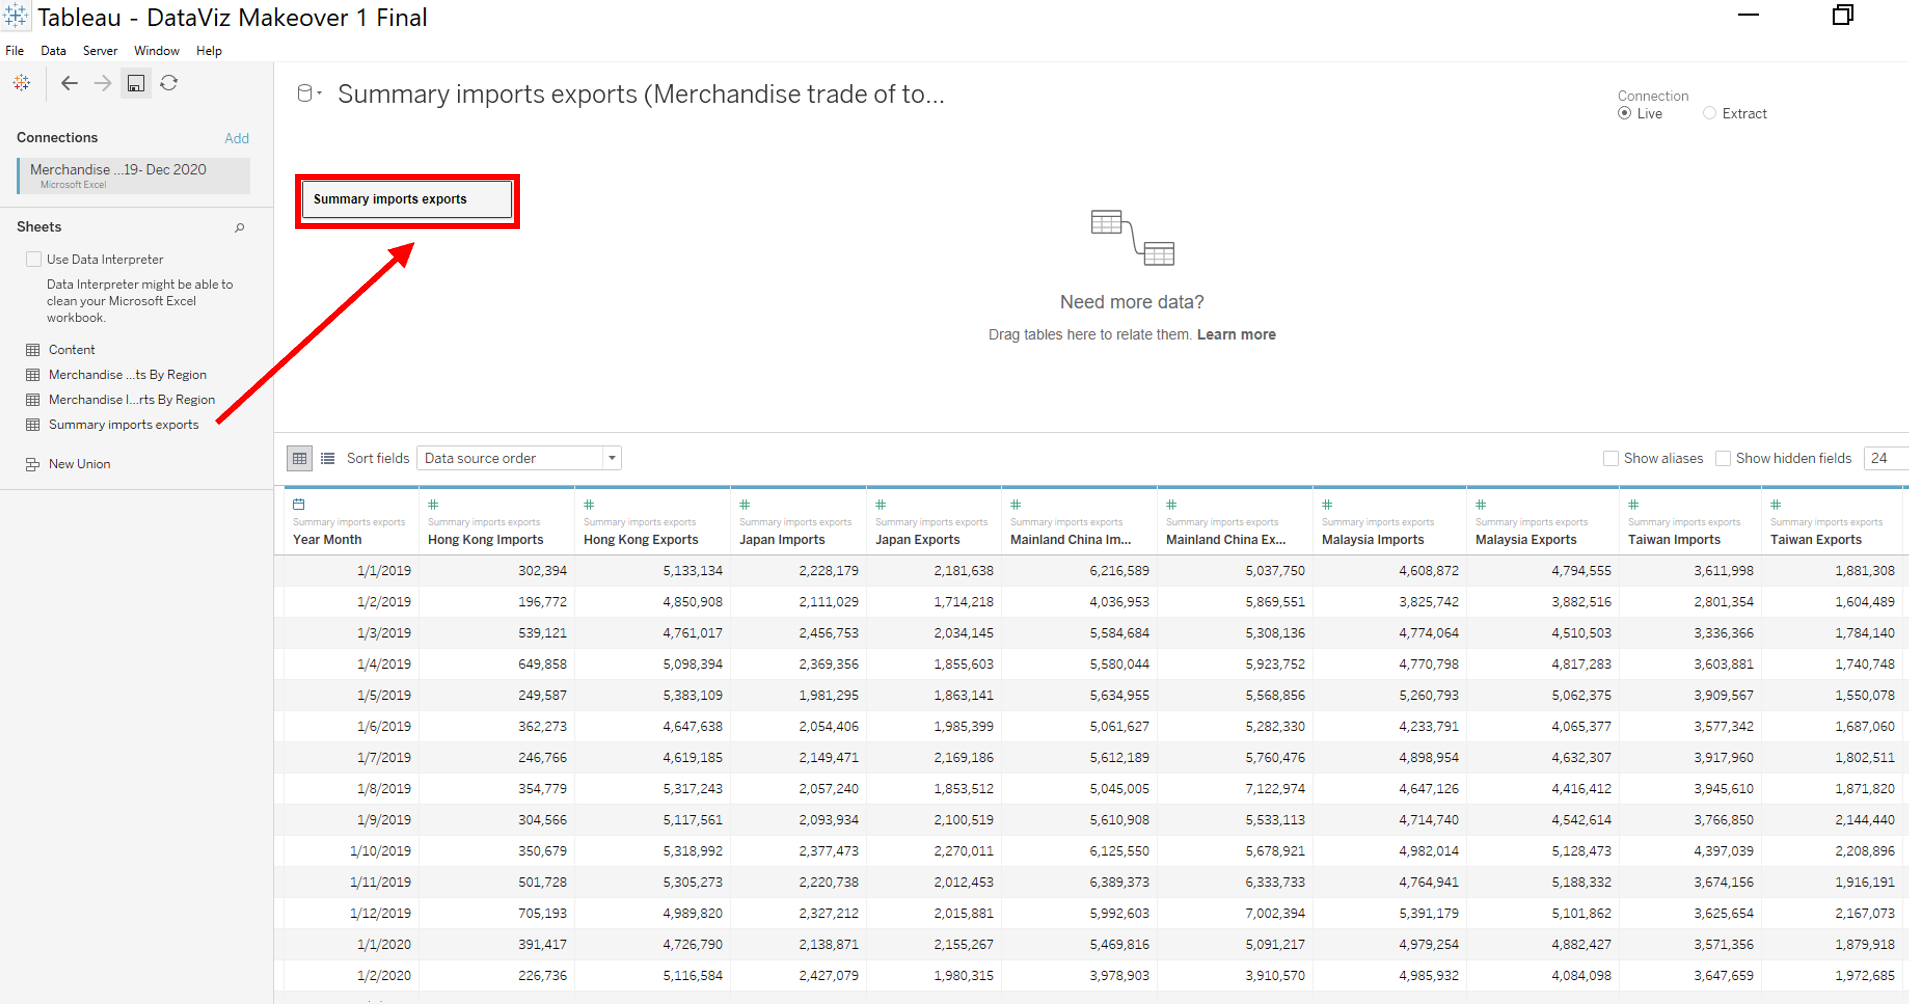 Tableau - DataViz Makeover 1 Final
File Data Server Window Help
Summary imports exports (Merchandise trade of to...
Connection
Live Extract
Connections Add
Merchandise ...19- Dec 2020
Microsoft Excel
Summary imports exports
Sheets
Use Data Interpreter
Data Interpreter might be able to
clean your Microsoft Excel
workbook.
Content
Merchandise ...ts By Region
Merchandise I...rts By Region
Summary imports exports
New Union
Need more data?
Drag tables here to relate them. Learn more
Sort fields Data source order Show aliases Show hidden fields 24
Summary imports exports Summary imports exports Summary imports exports Summary imports exports Summary imports exports Summary imports exports Summary imports exports Summary imports exports Summary imports exports Summary imports exports Summary imports exports
Year Month Hong Kong Imports Hong Kong Exports Japan Imports Japan Exports Mainland China Im... Mainland China Ex... Malaysia Imports Malaysia Exports Taiwan Imports Taiwan Exports
1/1/2019 302,394 5,133,134 2,228,179 2,181,638 6,216,589 5,037,750 4,608,872 4,794,555 3,611,998 1,881,308
1/2/2019 196,772 4,850,908 2,111,029 1,714,218 4,036,953 5,869,551 3,825,742 3,882,516 2,801,354 1,604,489
1/3/2019 539,121 4,761,017 2,456,753 2,034,145 5,584,684 5,308,136 4,774,064 4,510,503 3,336,366 1,784,140
1/4/2019 649,858 5,098,394 2,369,356 1,855,603 5,580,044 5,923,752 4,770,798 4,817,283 3,603,881 1,740,748
1/5/2019 249,587 5,383,109 1,981,295 1,863,141 5,634,955 5,568,856 5,260,793 5,062,375 3,909,567 1,550,078
1/6/2019 362,273 4,647,638 2,054,406 1,985,399 5,061,627 5,282,330 4,233,791 4,065,377 3,577,342 1,687,060
1/7/2019 246,766 4,619,185 2,149,471 2,169,186 5,612,189 5,760,476 4,898,954 4,632,307 3,917,960 1,802,511
1/8/2019 354,779 5,317,243 2,057,240 1,853,512 5,045,005 7,122,974 4,647,126 4,416,412 3,945,610 1,871,820
1/9/2019 304,566 5,117,561 2,093,934 2,100,519 5,610,908 5,533,113 4,714,740 4,542,614 3,766,850 2,144,440
1/10/2019 350,679 5,318,992 2,377,473 2,270,011 6,125,550 5,678,921 4,982,014 5,128,473 4,397,039 2,208,896
1/11/2019 501,728 5,305,273 2,220,738 2,012,453 6,389,373 6,333,733 4,764,941 5,188,332 3,674,156 1,916,191
1/12/2019 705,193 4,989,820 2,327,212 2,015,881 5,992,603 7,002,394 5,391,179 5,101,862 3,625,654 2,167,073
1/1/2020 391,417 4,726,790 2,138,871 2,155,267 5,469,816 5,091,217 4,979,254 4,882,427 3,571,356 1,879,918
1/2/2020 226,736 5,116,584 2,427,079 1,980,315 3,978,903 3,910,570 4,985,932 4,084,098 3,647,659 1,972,685